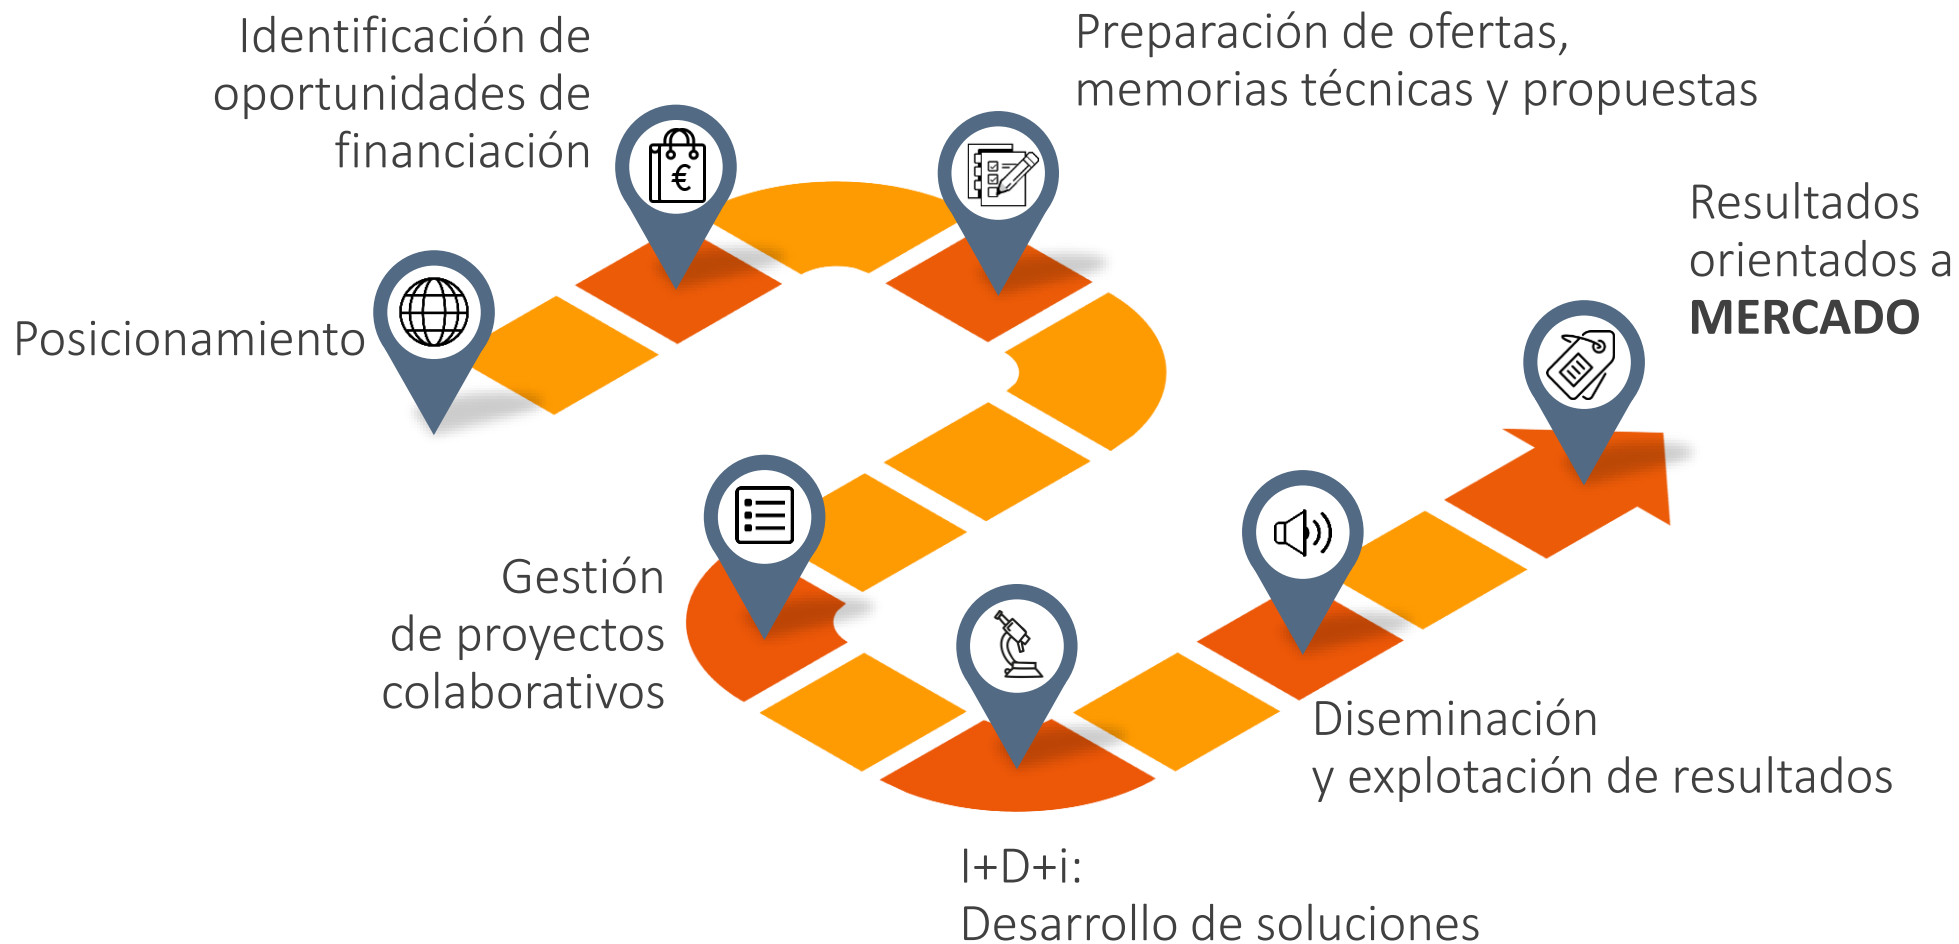 Posicionamiento
Identificación de
oportunidades de
financiación
€
Preparación de ofertas,
memorias técnicas y propuestas
Gestión
de proyectos
colaborativos
I+D+i:
Desarrollo de soluciones
Diseminación
y explotación de resultados
Resultados
orientados a
MERCADO